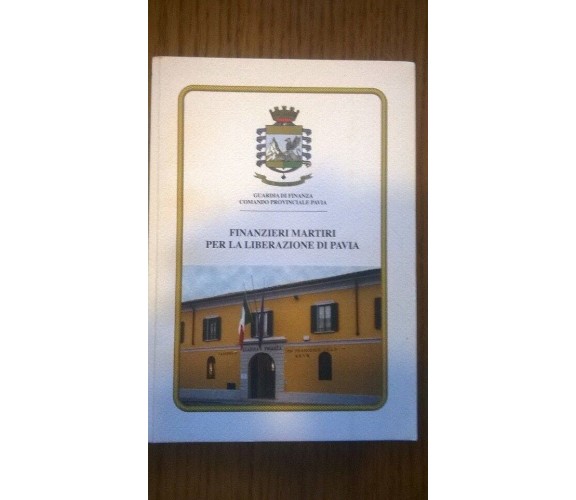 GUARDIA DI FINANZA
COMANDO PROVINCIALE PAVIA
FINANZIERI MARTIRI
PER LA LIBERAZIONE DI PAVIA